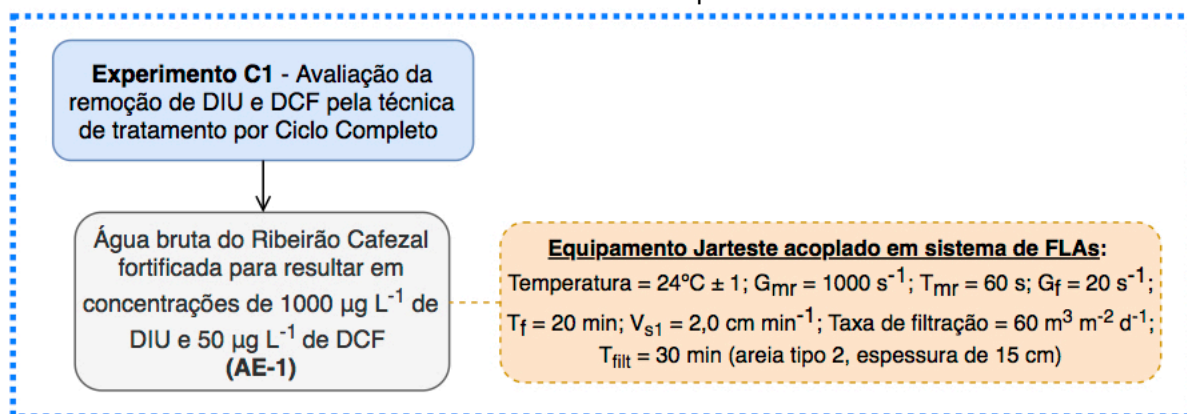 Experimento C1 - Avaliação da
remoção de DIU e DCF pela técnica
de tratamento por Ciclo Completo
Água bruta do Ribeirão Cafezal
fortificada para resultar em
concentrações de 1000 µg L⁻¹ de
DIU e 50 µg L⁻¹ de DCF
(AE-1)
Equipamento Jarteste acoplado em sistema de FLAs:
Temperatura = 24ºC ± 1; Gmr = 1000 s⁻¹; Tmr = 60 s; Gf = 20 s⁻¹;
Tf = 20 min; Vs1 = 2,0 cm min⁻¹; Taxa de filtração = 60 m³ m⁻² d⁻¹;
Tfilt = 30 min (areia tipo 2, espessura de 15 cm)